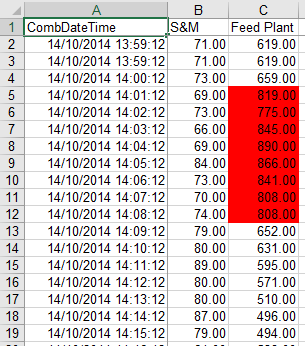 A B C
1 CombDateTime S&M Feed Plant
2 14/10/2014 13:59:12 71.00 619.00
3 14/10/2014 13:59:12 71.00 619.00
4 14/10/2014 14:00:12 73.00 659.00
5 14/10/2014 14:01:12 69.00 819.00
6 14/10/2014 14:02:12 73.00 775.00
7 14/10/2014 14:03:12 66.00 845.00
8 14/10/2014 14:04:12 69.00 890.00
9 14/10/2014 14:05:12 84.00 866.00
10 14/10/2014 14:06:12 73.00 841.00
11 14/10/2014 14:07:12 70.00 808.00
12 14/10/2014 14:08:12 74.00 808.00
13 14/10/2014 14:09:12 79.00 652.00
14 14/10/2014 14:10:12 80.00 631.00
15 14/10/2014 14:11:12 89.00 595.00
16 14/10/2014 14:12:12 80.00 571.00
17 14/10/2014 14:13:12 80.00 510.00
18 14/10/2014 14:14:12 87.00 496.00
19 14/10/2014 14:15:12 79.00 494.00